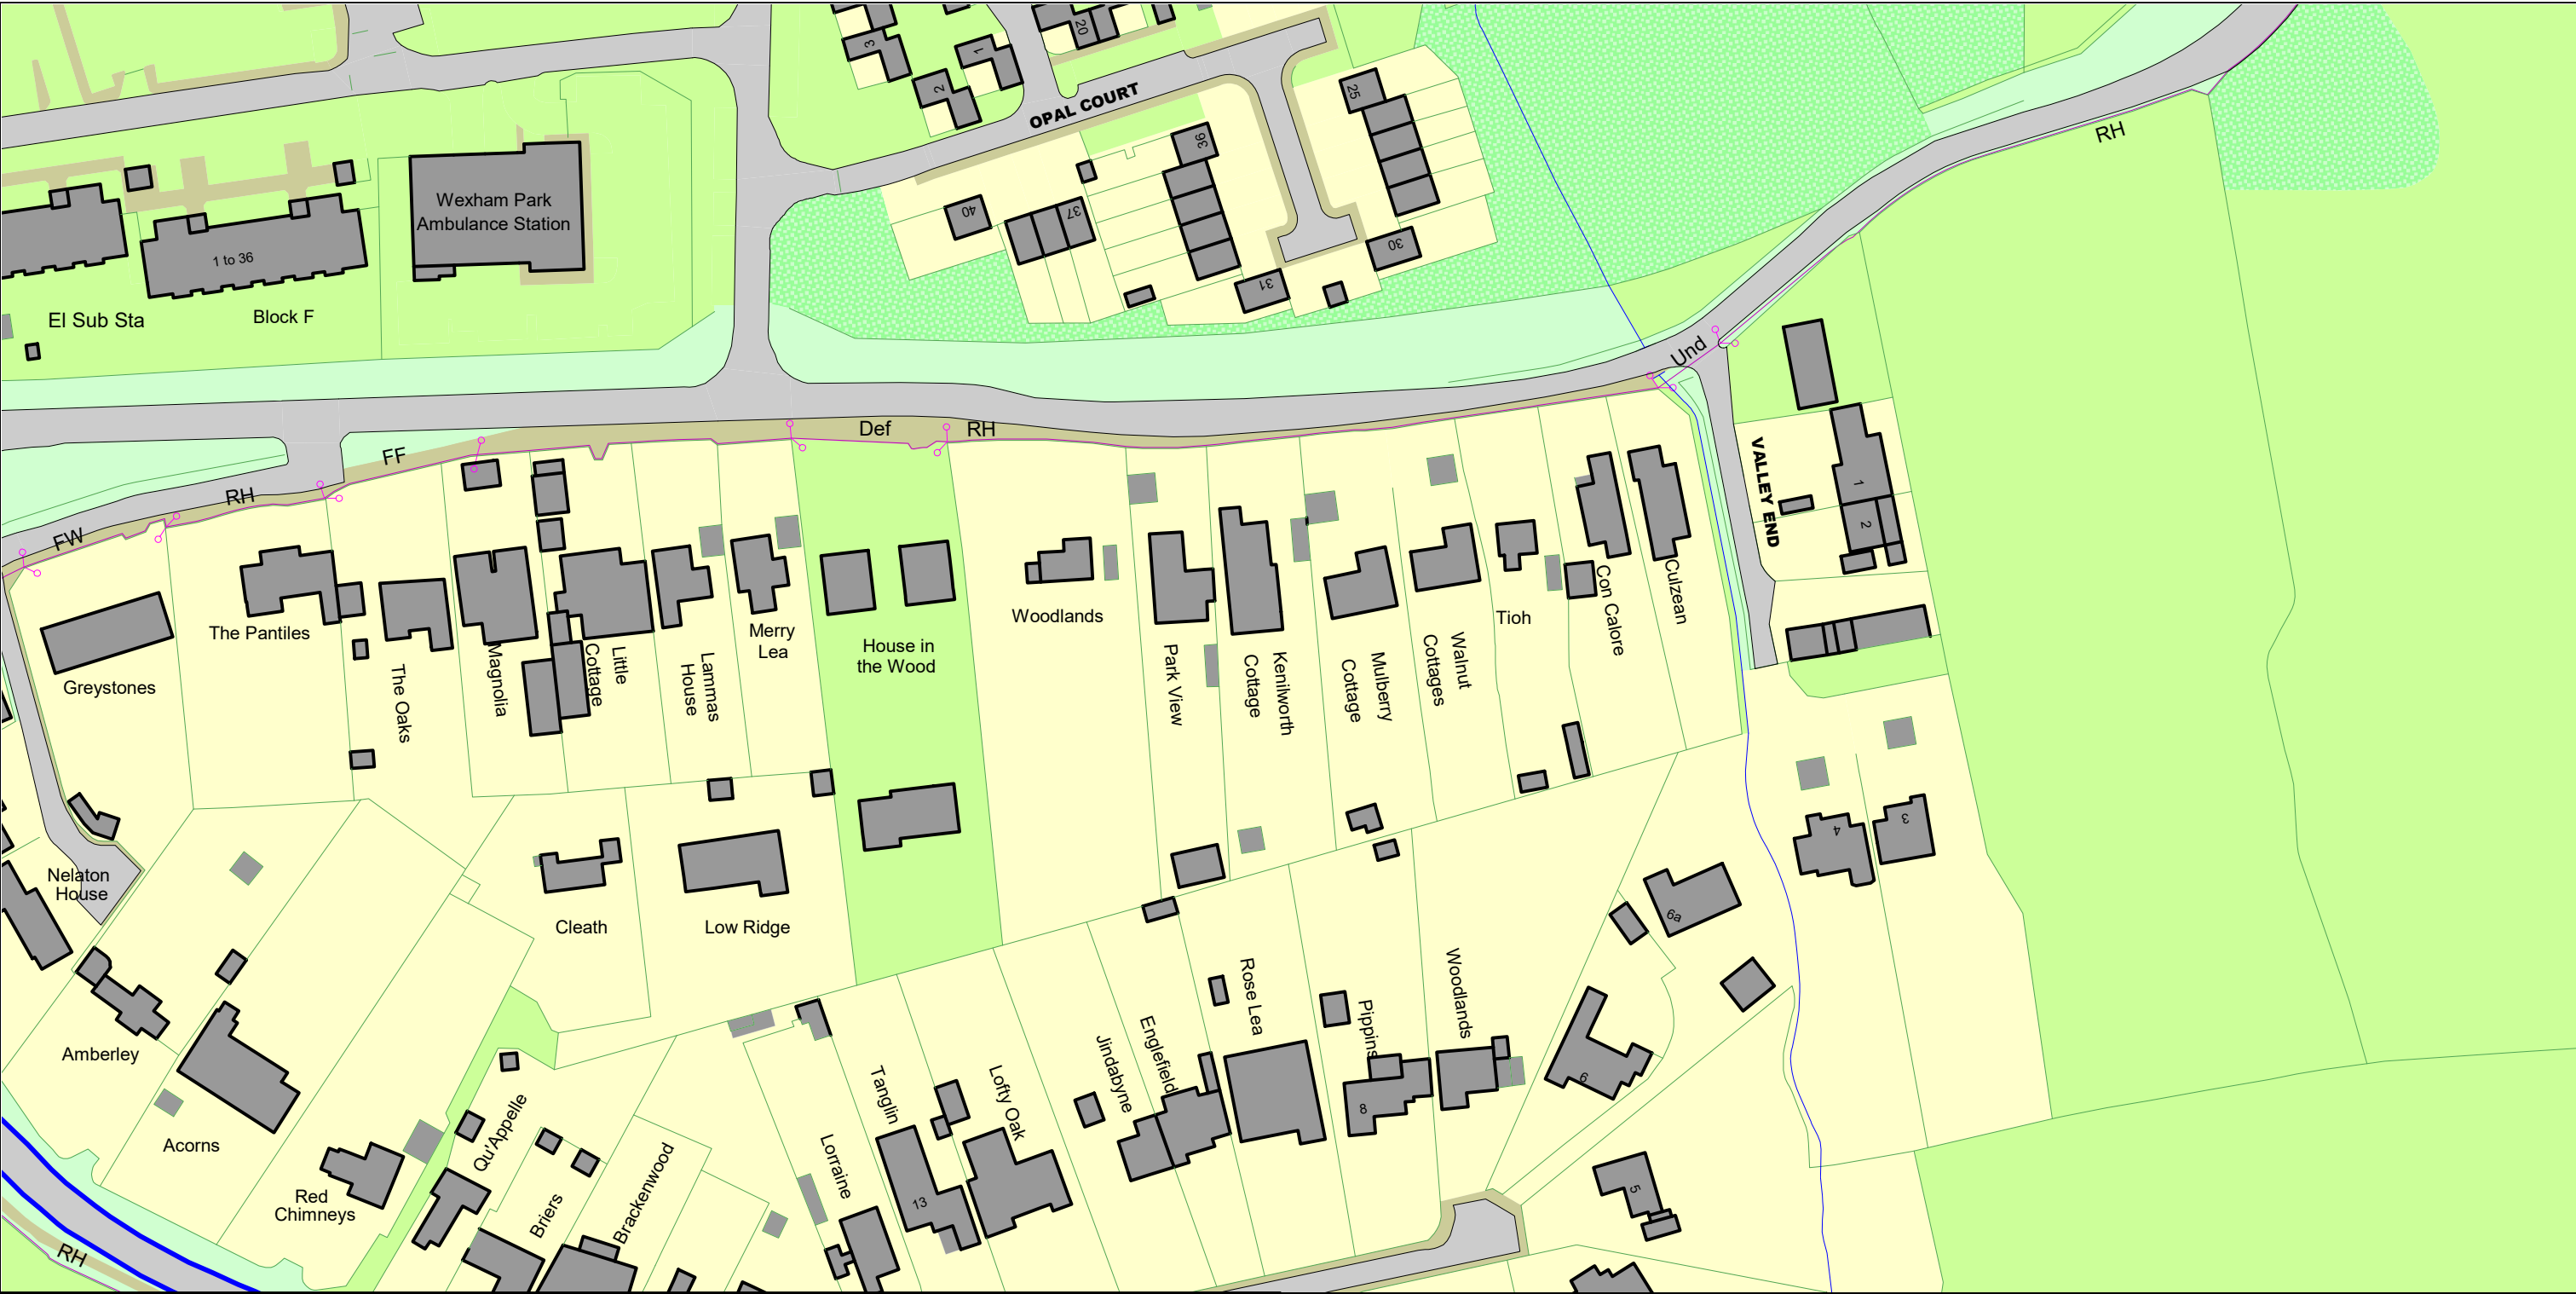 3
1
20
2
OPAL COURT
25
36
RH
Wexham Park
Ambulance Station
40
37
1 to 36
30
31
El Sub Sta
Block F
Und
FF
Def
RH
RH
FW
VALLEY END
1
2
The Pantiles
Greystones
The Oaks
Magnolia
Little
Cottage
Lammas
House
Merry
Lea
House in
the Wood
Woodlands
Park View
Kenilworth
Cottage
Mulberry
Cottage
Walnut
Cottages
Tioh
Con Calore
Culzean
4
3
Nelaton
House
Cleath
Low Ridge
6a
Amberley
Acorns
Red
Chimneys
Qu'Appelle
Briers
Brackenwood
Lorraine
Tanglin
13
Lofty Oak
Jindabyne
Englefield
Rose Lea
Pippins
8
Woodlands
6
5
RH